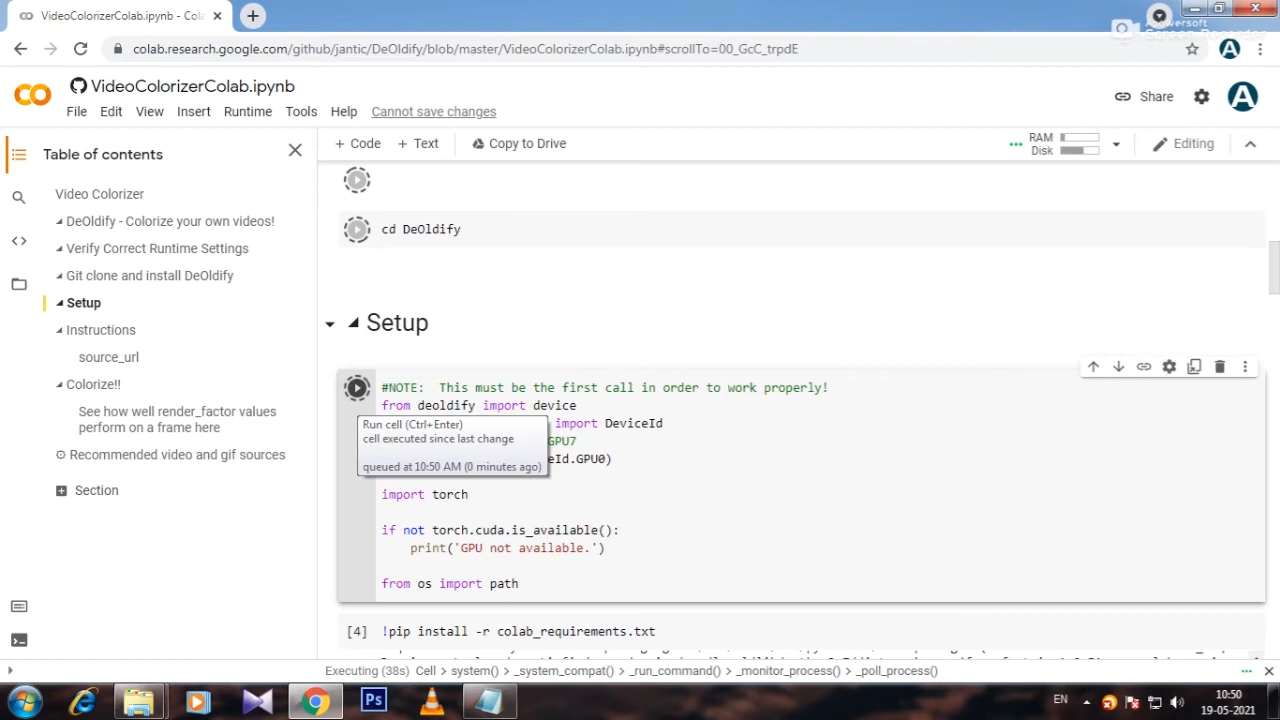 VideoColorizerColab.ipynb - Cola
Apowersoft
Screen Recorder
colab.research.google.com/github/jantic/DeOldify/blob/master/VideoColorizerColab.ipynb#scrollTo=00_GcC_trpdE
A
VideoColorizerColab.ipynb
Share
A
File Edit View Insert Runtime Tools Help Cannot save changes
Table of contents
+ Code + Text Copy to Drive
RAM
Disk
Editing
Video Colorizer
DeOldify - Colorize your own videos!
Verify Correct Runtime Settings
Git clone and install DeOldify
Setup
Instructions
source_url
Colorize!!
See how well render_factor values
perform on a frame here
Recommended video and gif sources
Section
cd DeOldify
Setup
#NOTE: This must be the first call in order to work properly!
from deoldify import device
import DeviceId
GPU7
eId.GPU0)
Run cell (Ctrl+Enter)
cell executed since last change
queued at 10:50 AM (0 minutes ago)
import torch
if not torch.cuda.is_available():
print('GPU not available.')
from os import path
[4] !pip install -r colab_requirements.txt
Executing (38s) Cell > system() > _system_compat() > _run_command() > _monitor_process() > _poll_process()
Ps
EN
10:50
19-05-2021